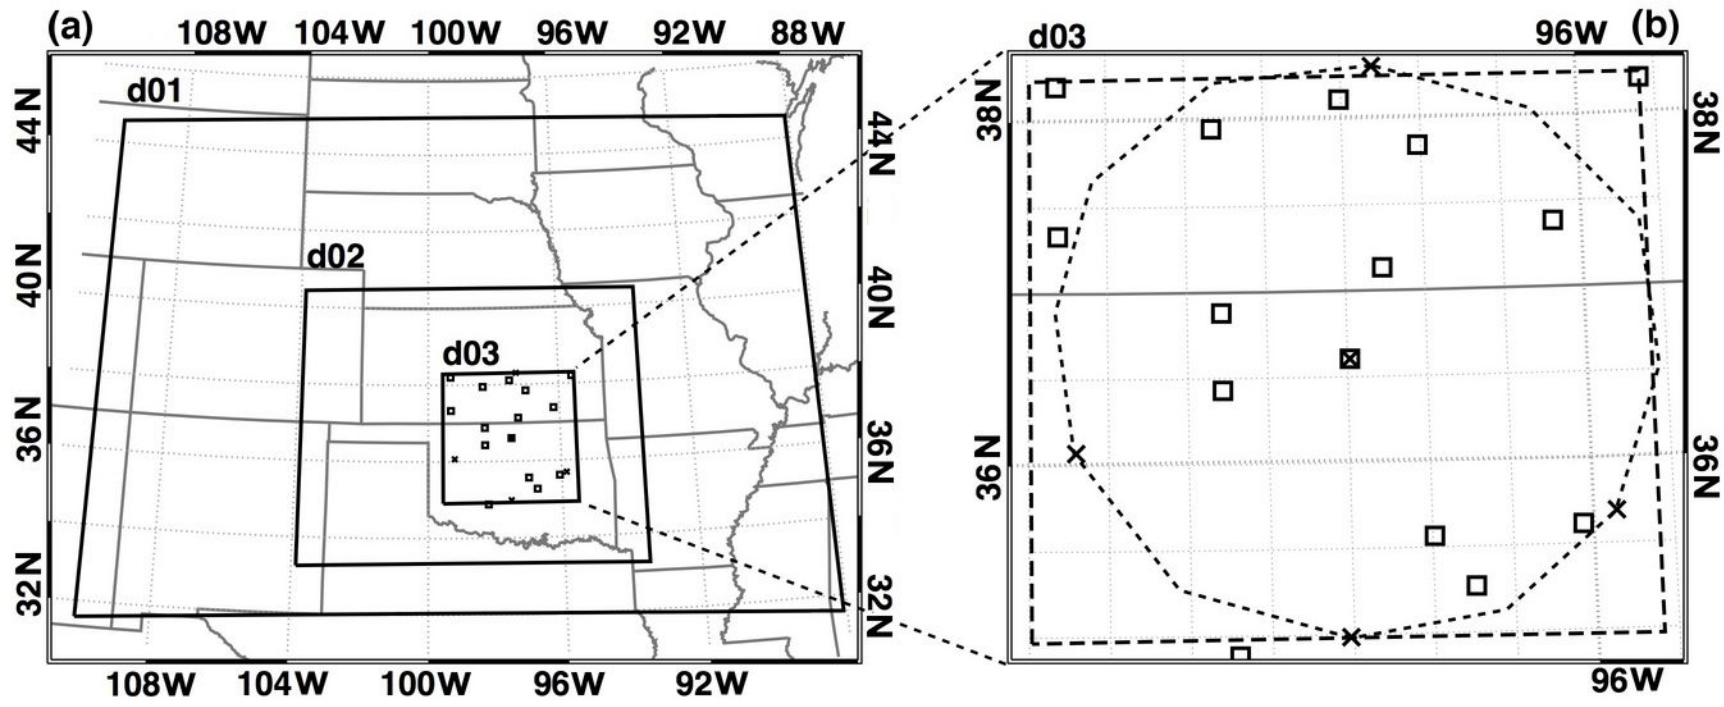 (a) 108W 104W 100W 96W 92W 88W
d01
44N 44N
d02
40N 40N
d03
36N 36N
32N 32N
108W 104W 100W 96W 92W
d03 96W (b)
38N 38N
36N 36N
96W